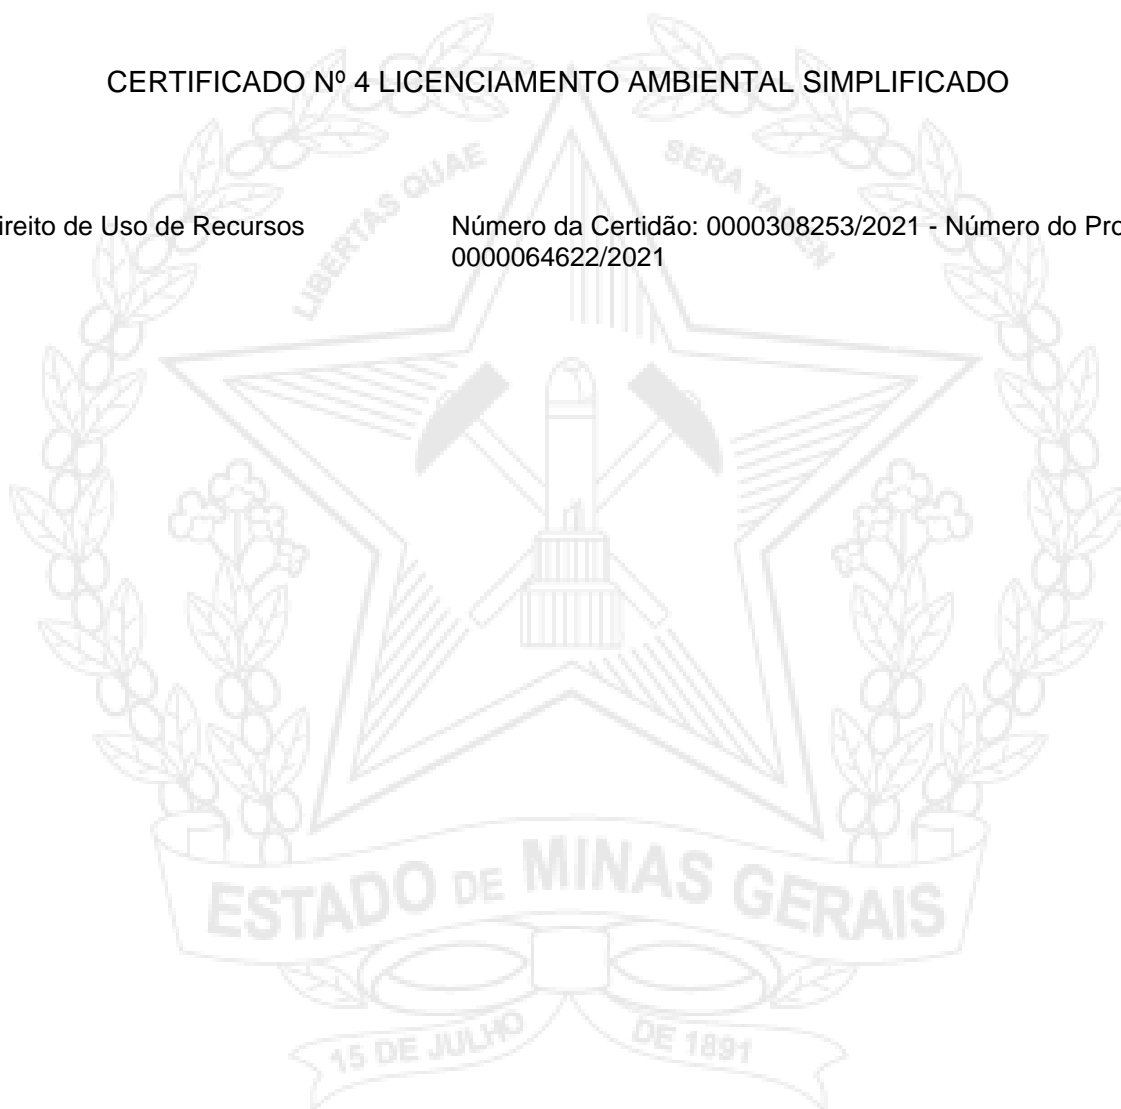 CERTIFICADO Nº 4 LICENCIAMENTO AMBIENTAL SIMPLIFICADO
ireito de Uso de Recursos
Número da Certidão: 0000308253/2021 - Número do Pro
0000064622/2021
LIBERTAS QUAE SERA TAMEN
ESTADO DE MINAS GERAIS
15 DE JULHO DE 1891